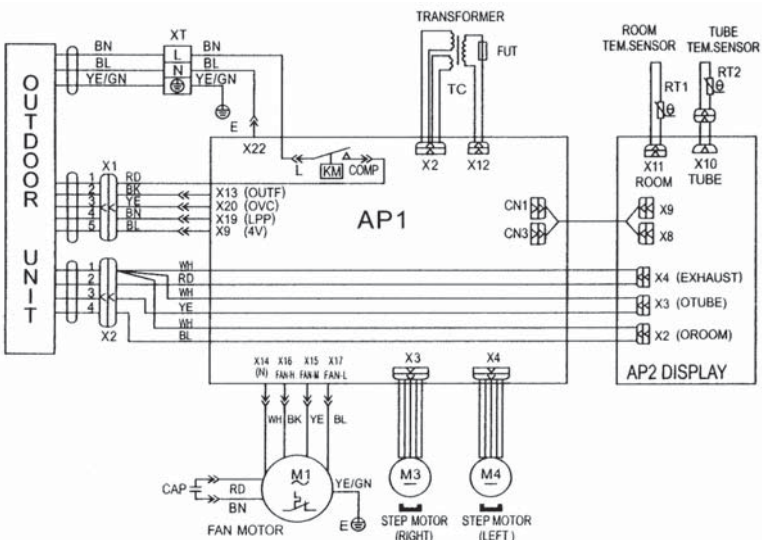 TRANSFORMER
FUT
TC
ROOM
TEM.SENSOR
TUBE
TEM.SENSOR
RT1
θ
RT2
θ
OUTDOOR UNIT
XT
BN
L
BN
BL
N
BL
YE/GN
YE/GN
E
X22
X2
X12
X11
ROOM
X10
TUBE
L
KM
COMP
X1
1 RD
2 BK
3 YE
4 BN
5 BL
X13 (OUTF)
X20 (OVC)
X19 (LPP)
X9 (4V)
AP1
CN1
CN3
X9
X8
1
2
3
4
X2
WH
RD
WH
YE
WH
BL
X4 (EXHAUST)
X3 (OTUBE)
X2 (OROOM)
AP2 DISPLAY
X14 X16 X15 X17
(N) FAN-H FAN-M FAN-L
X3
X4
WH BK YE BL
CAP
RD
BN
M1
~
YE/GN
E
FAN MOTOR
M3
M4
STEP MOTOR
(RIGHT)
STEP MOTOR
(LEFT)